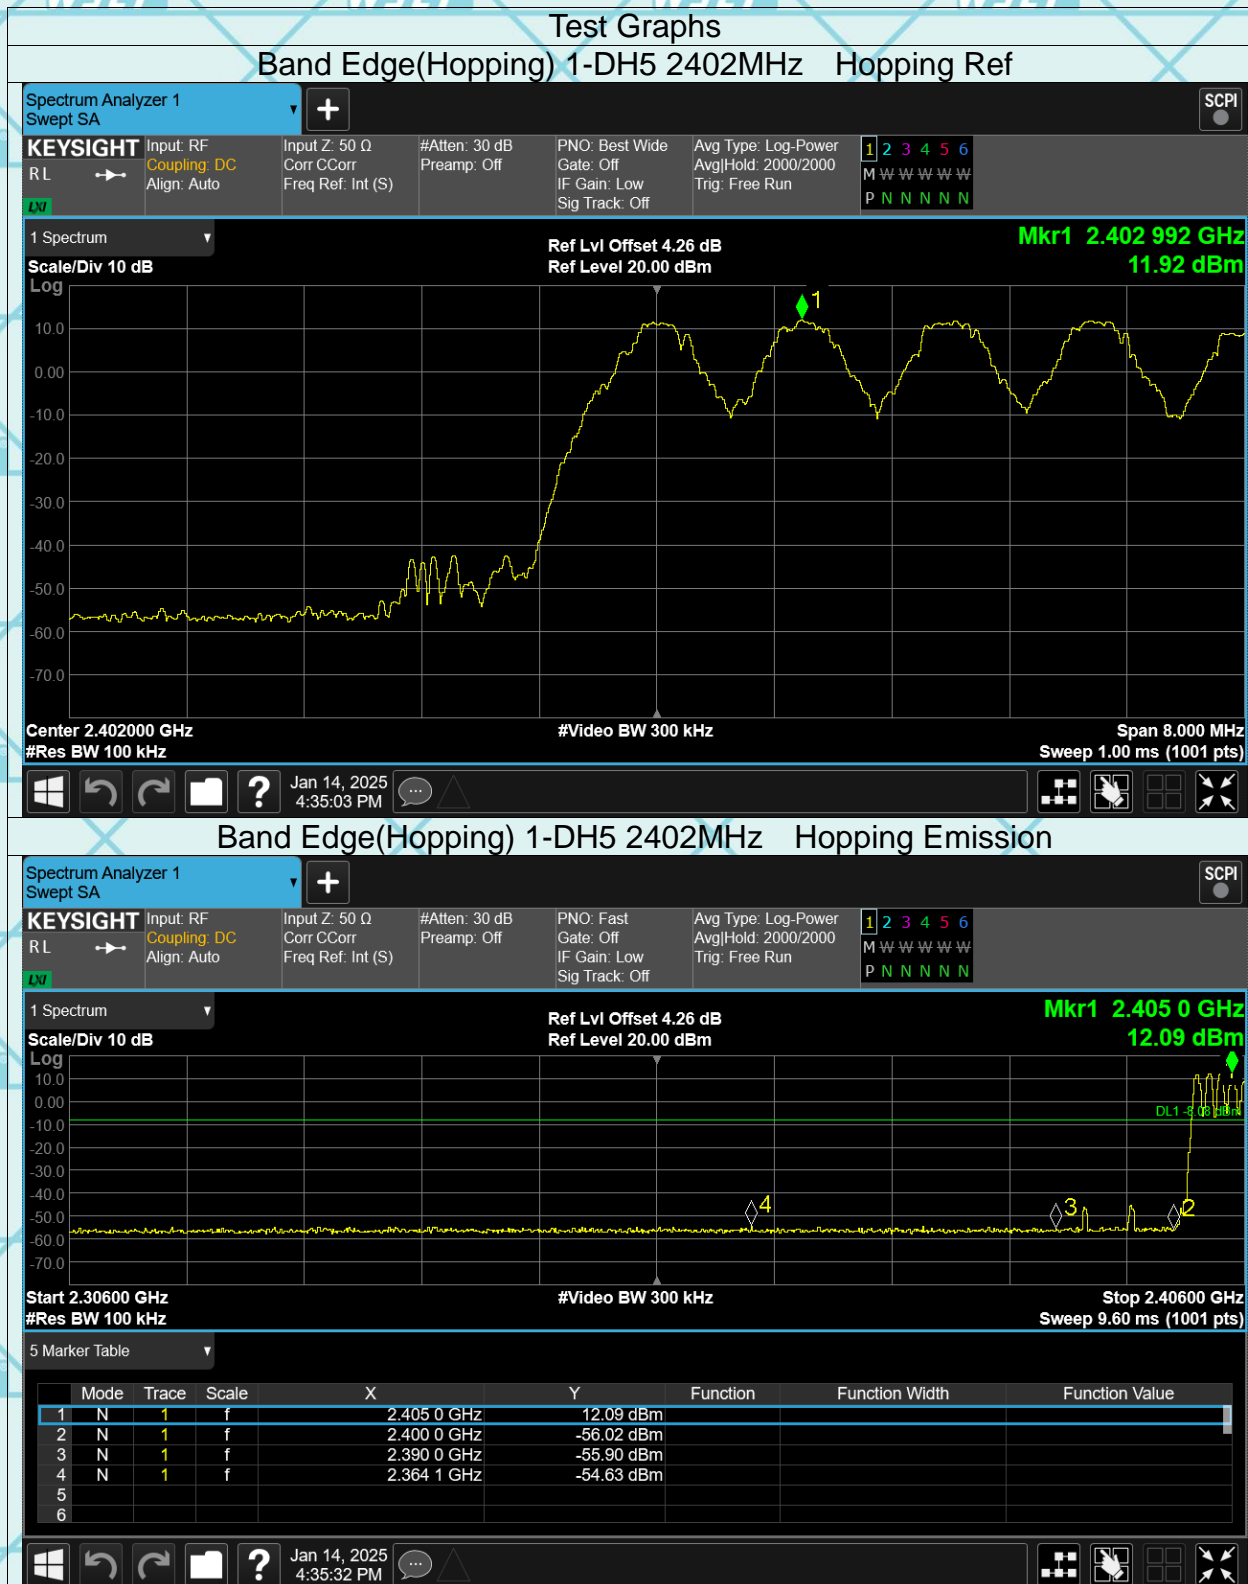 Test Graphs
Band Edge(Hopping) 1-DH5 2402MHz Hopping Ref
Spectrum Analyzer 1
Swept SA
+
SCPI
KEYSIGHT Input: RF Input Z: 50 Ω #Atten: 30 dB PNO: Best Wide Avg Type: Log-Power 1 2 3 4 5 6
Coupling: DC Corr CCorr Preamp: Off Gate: Off Avg|Hold: 2000/2000
R L Align: Auto Freq Ref: Int (S) IF Gain: Low Trig: Free Run M W W W W W
LXI Sig Track: Off P N N N N N
1 Spectrum Ref Lvl Offset 4.26 dB Mkr1 2.402 992 GHz
Scale/Div 10 dB Ref Level 20.00 dBm 11.92 dBm
Log
1
10.0
0.00
-10.0
-20.0
-30.0
-40.0
-50.0
-60.0
-70.0
Center 2.402000 GHz #Video BW 300 kHz Span 8.000 MHz
#Res BW 100 kHz Sweep 1.00 ms (1001 pts)
? Jan 14, 2025
4:35:03 PM
Band Edge(Hopping) 1-DH5 2402MHz Hopping Emission
Spectrum Analyzer 1
Swept SA
+
SCPI
KEYSIGHT Input: RF Input Z: 50 Ω #Atten: 30 dB PNO: Fast Avg Type: Log-Power 1 2 3 4 5 6
Coupling: DC Corr CCorr Preamp: Off Gate: Off Avg|Hold: 2000/2000
R L Align: Auto Freq Ref: Int (S) IF Gain: Low Trig: Free Run M W W W W W
LXI Sig Track: Off P N N N N N
1 Spectrum Ref Lvl Offset 4.26 dB Mkr1 2.405 0 GHz
Scale/Div 10 dB Ref Level 20.00 dBm 12.09 dBm
Log
10.0
0.00
DL1 -8.08 dBm
-10.0
-20.0
-30.0
-40.0
4 3 2
-50.0
-60.0
-70.0
Start 2.30600 GHz #Video BW 300 kHz Stop 2.40600 GHz
#Res BW 100 kHz Sweep 9.60 ms (1001 pts)
5 Marker Table
Mode Trace Scale X Y Function Function Width Function Value
1 N 1 f 2.405 0 GHz 12.09 dBm
2 N 1 f 2.400 0 GHz -56.02 dBm
3 N 1 f 2.390 0 GHz -55.90 dBm
4 N 1 f 2.364 1 GHz -54.63 dBm
5
6
? Jan 14, 2025
4:35:32 PM